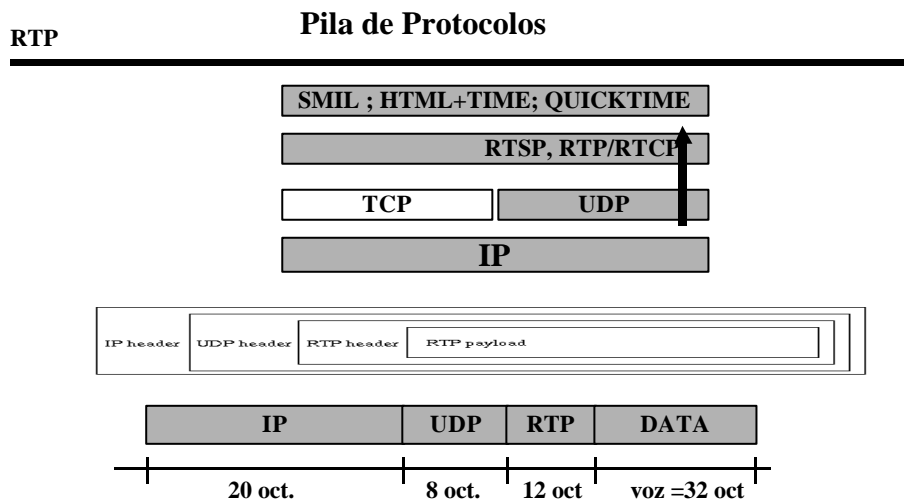 Pila de Protocolos
RTP
SMIL ; HTML+TIME; QUICKTIME
RTSP, RTP/RTCP
TCP UDP
IP
IP header UDP header RTP header RTP payload
IP UDP RTP DATA
20 oct. 8 oct. 12 oct voz =32 oct